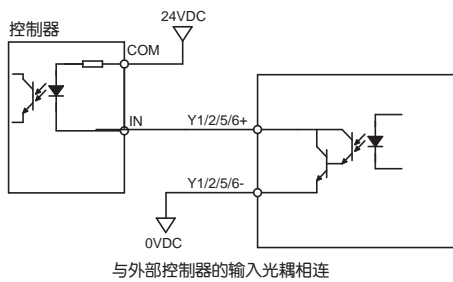 24VDC
控制器
COM
IN
Y1/2/5/6+
Y1/2/5/6-
0VDC
与外部控制器的输入光耦相连